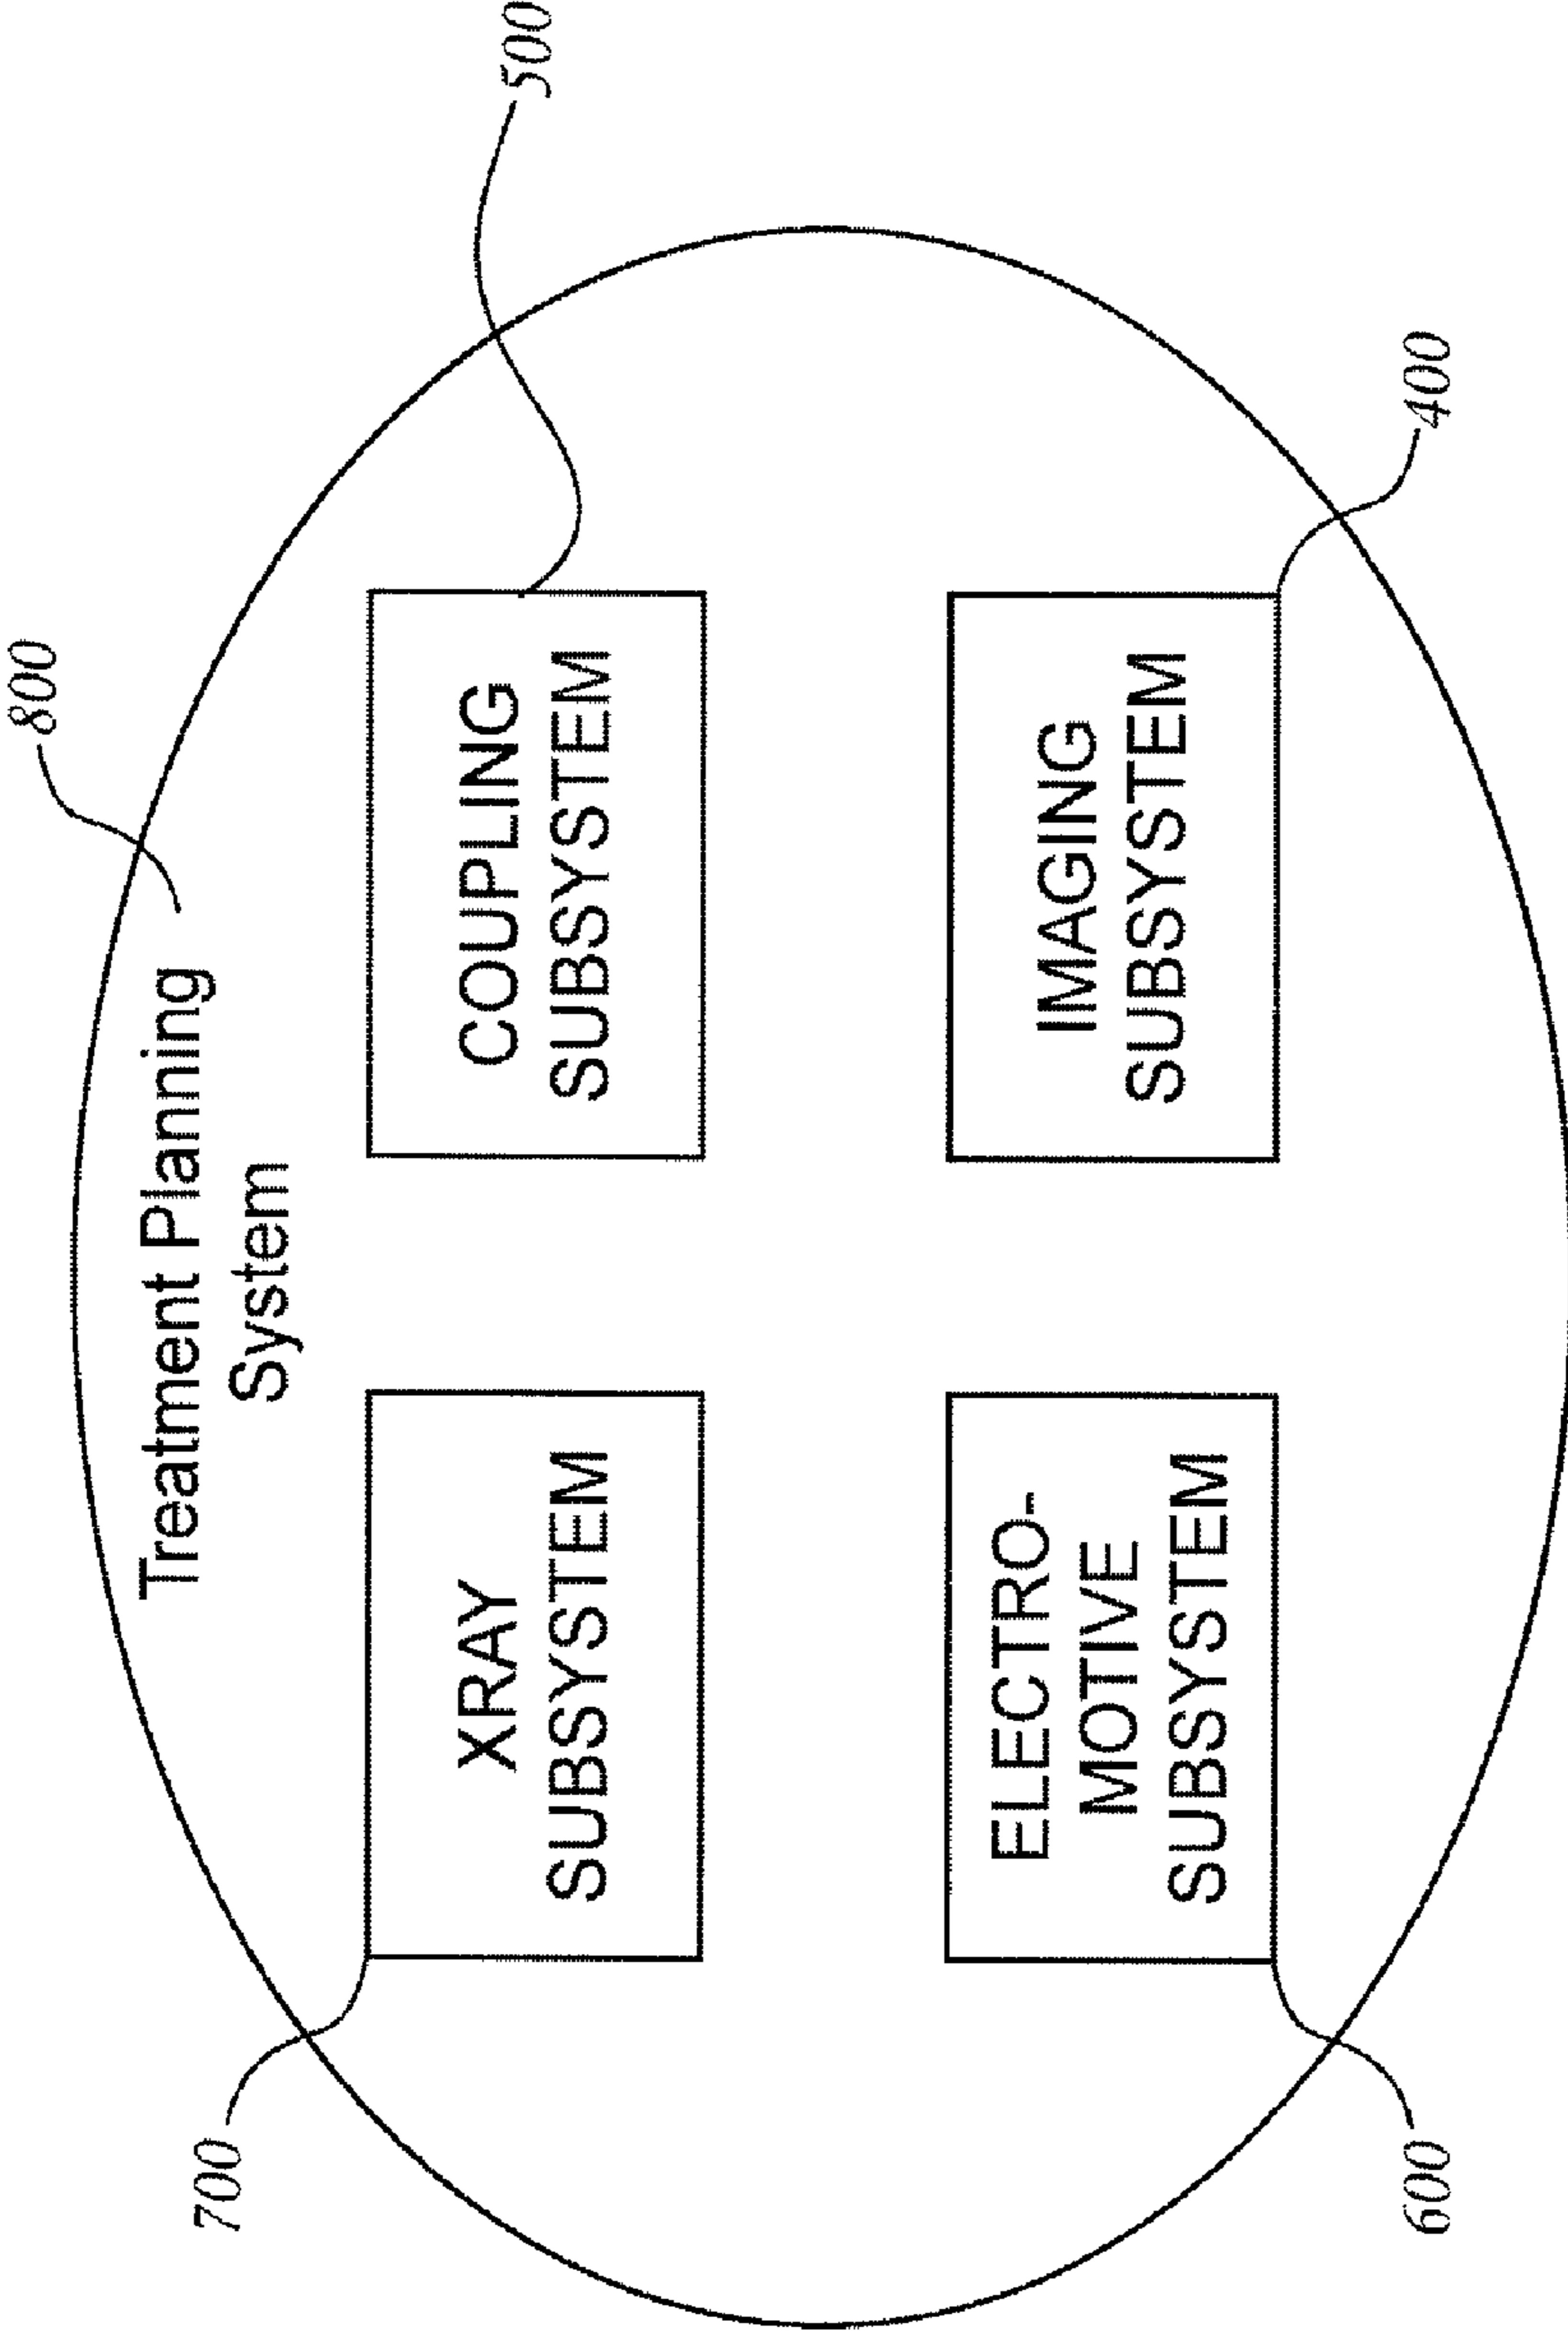 800
Treatment Planning
System
700
500
XRAY
SUBSYSTEM
COUPLING
SUBSYSTEM
ELECTRO-
MOTIVE
SUBSYSTEM
IMAGING
SUBSYSTEM
600
400